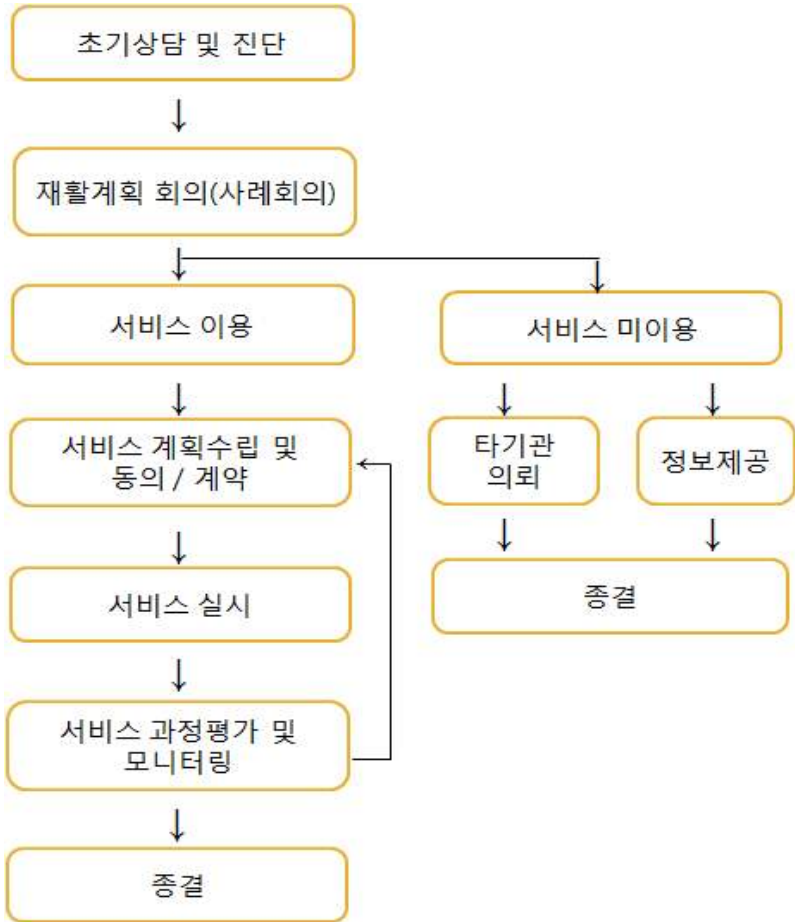 초기상담 및 진단
재활계획 회의(사례회의)
서비스 이용
서비스 미이용
서비스 계획수립 및
동의 / 계약
타기관
의뢰
정보제공
서비스 실시
종결
서비스 과정평가 및
모니터링
종결